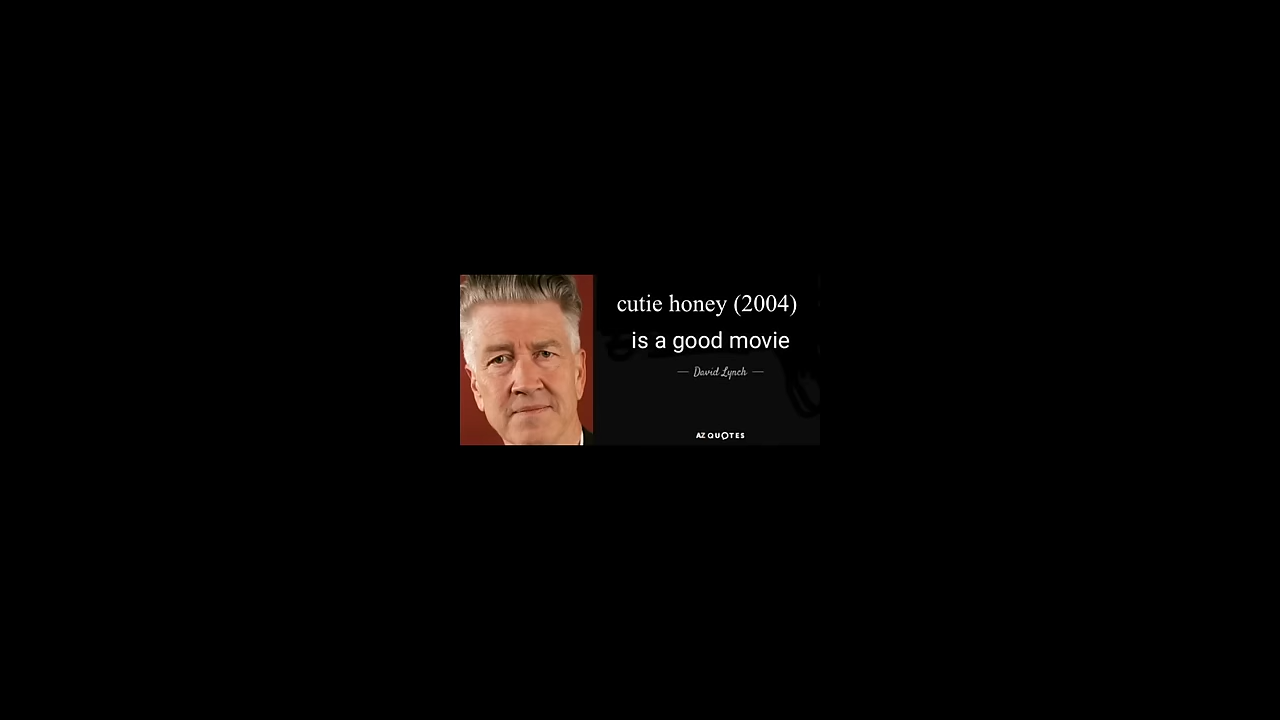 cutie honey (2004)
is a good movie
— David Lynch —
AZ QUOTES